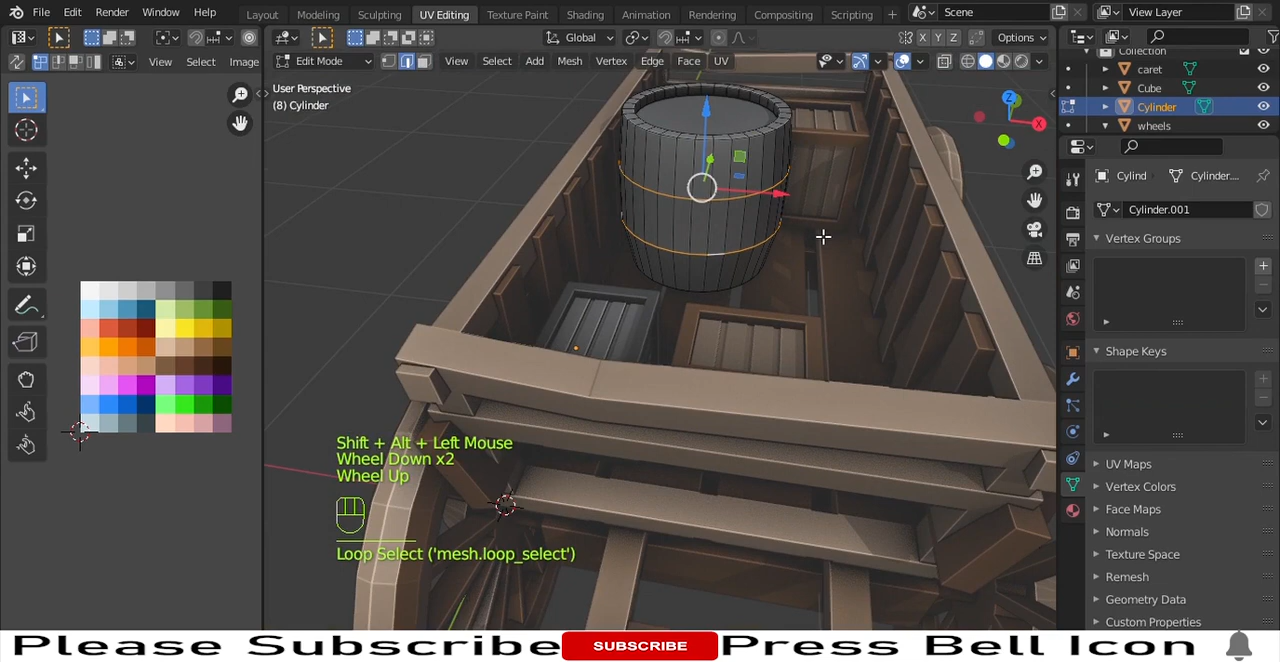 File Edit Render Window Help
Layout Modeling Sculpting UV Editing Texture Paint Shading Animation Rendering Compositing Scripting +
Scene
View Layer
Global
X Y Z
Options
View Select Image
Edit Mode
View Select Add Mesh Vertex Edge Face UV
User Perspective
(8) Cylinder
Z
X
Shift + Alt + Left Mouse
Wheel Down x2
Wheel Up
Loop Select ('mesh.loop_select')
Collection
caret
Cube
Cylinder
wheels
Cylind
Cylinder....
Cylinder.001
Vertex Groups
Shape Keys
UV Maps
Vertex Colors
Face Maps
Normals
Texture Space
Remesh
Geometry Data
Custom Properties
Please Subscribe SUBSCRIBE Press Bell Icon